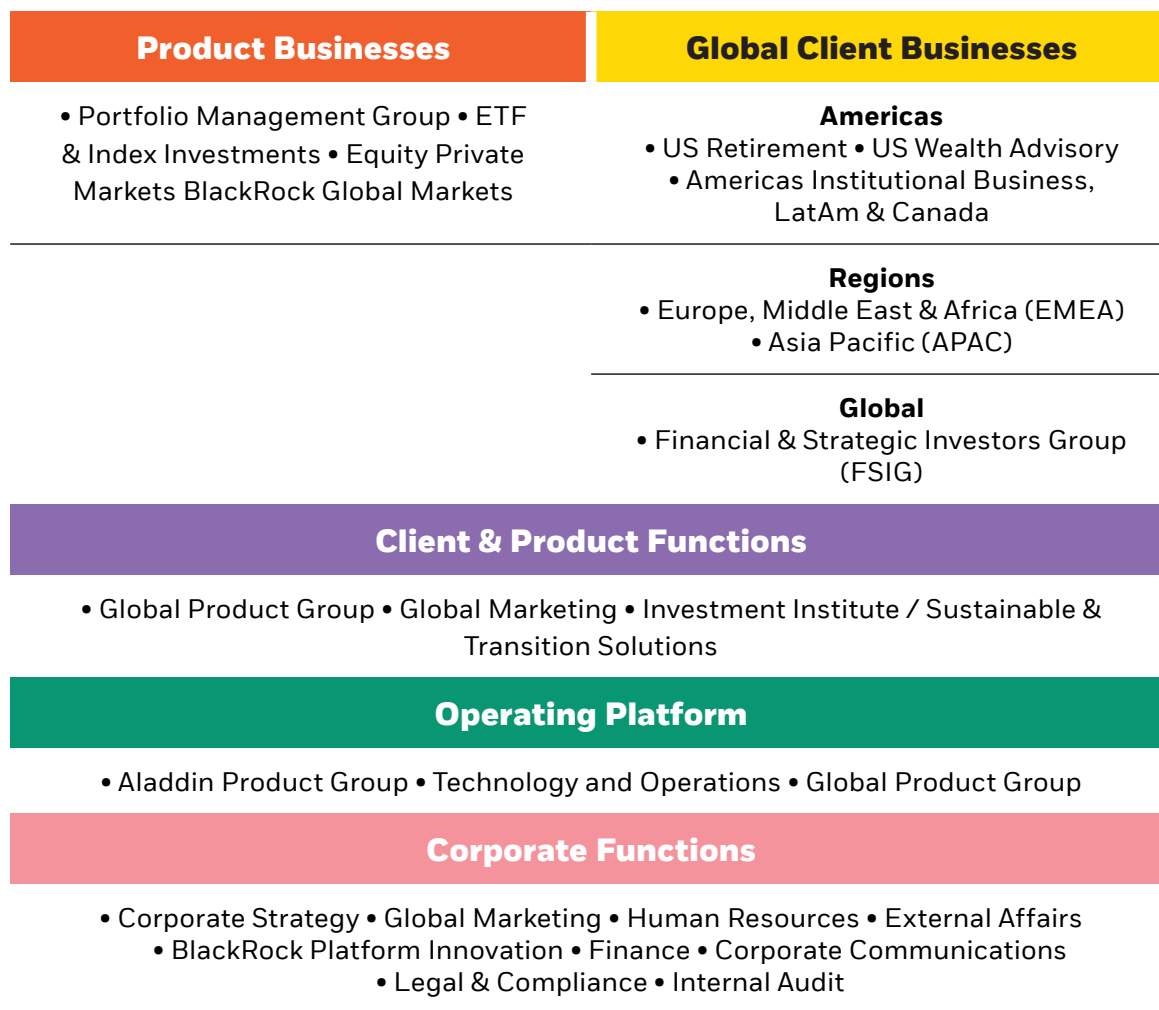 Product Businesses
• Portfolio Management Group • ETF
& Index Investments • Equity Private
Markets BlackRock Global Markets
Global Client Businesses
Americas
• US Retirement • US Wealth Advisory
• Americas Institutional Business,
LatAm & Canada
Regions
• Europe, Middle East & Africa (EMEA)
• Asia Pacific (APAC)
Global
• Financial & Strategic Investors Group
(FSIG)
Client & Product Functions
• Global Product Group • Global Marketing • Investment Institute / Sustainable &
Transition Solutions
Operating Platform
• Aladdin Product Group • Technology and Operations • Global Product Group
Corporate Functions
• Corporate Strategy • Global Marketing • Human Resources • External Affairs
• BlackRock Platform Innovation • Finance • Corporate Communications
• Legal & Compliance • Internal Audit